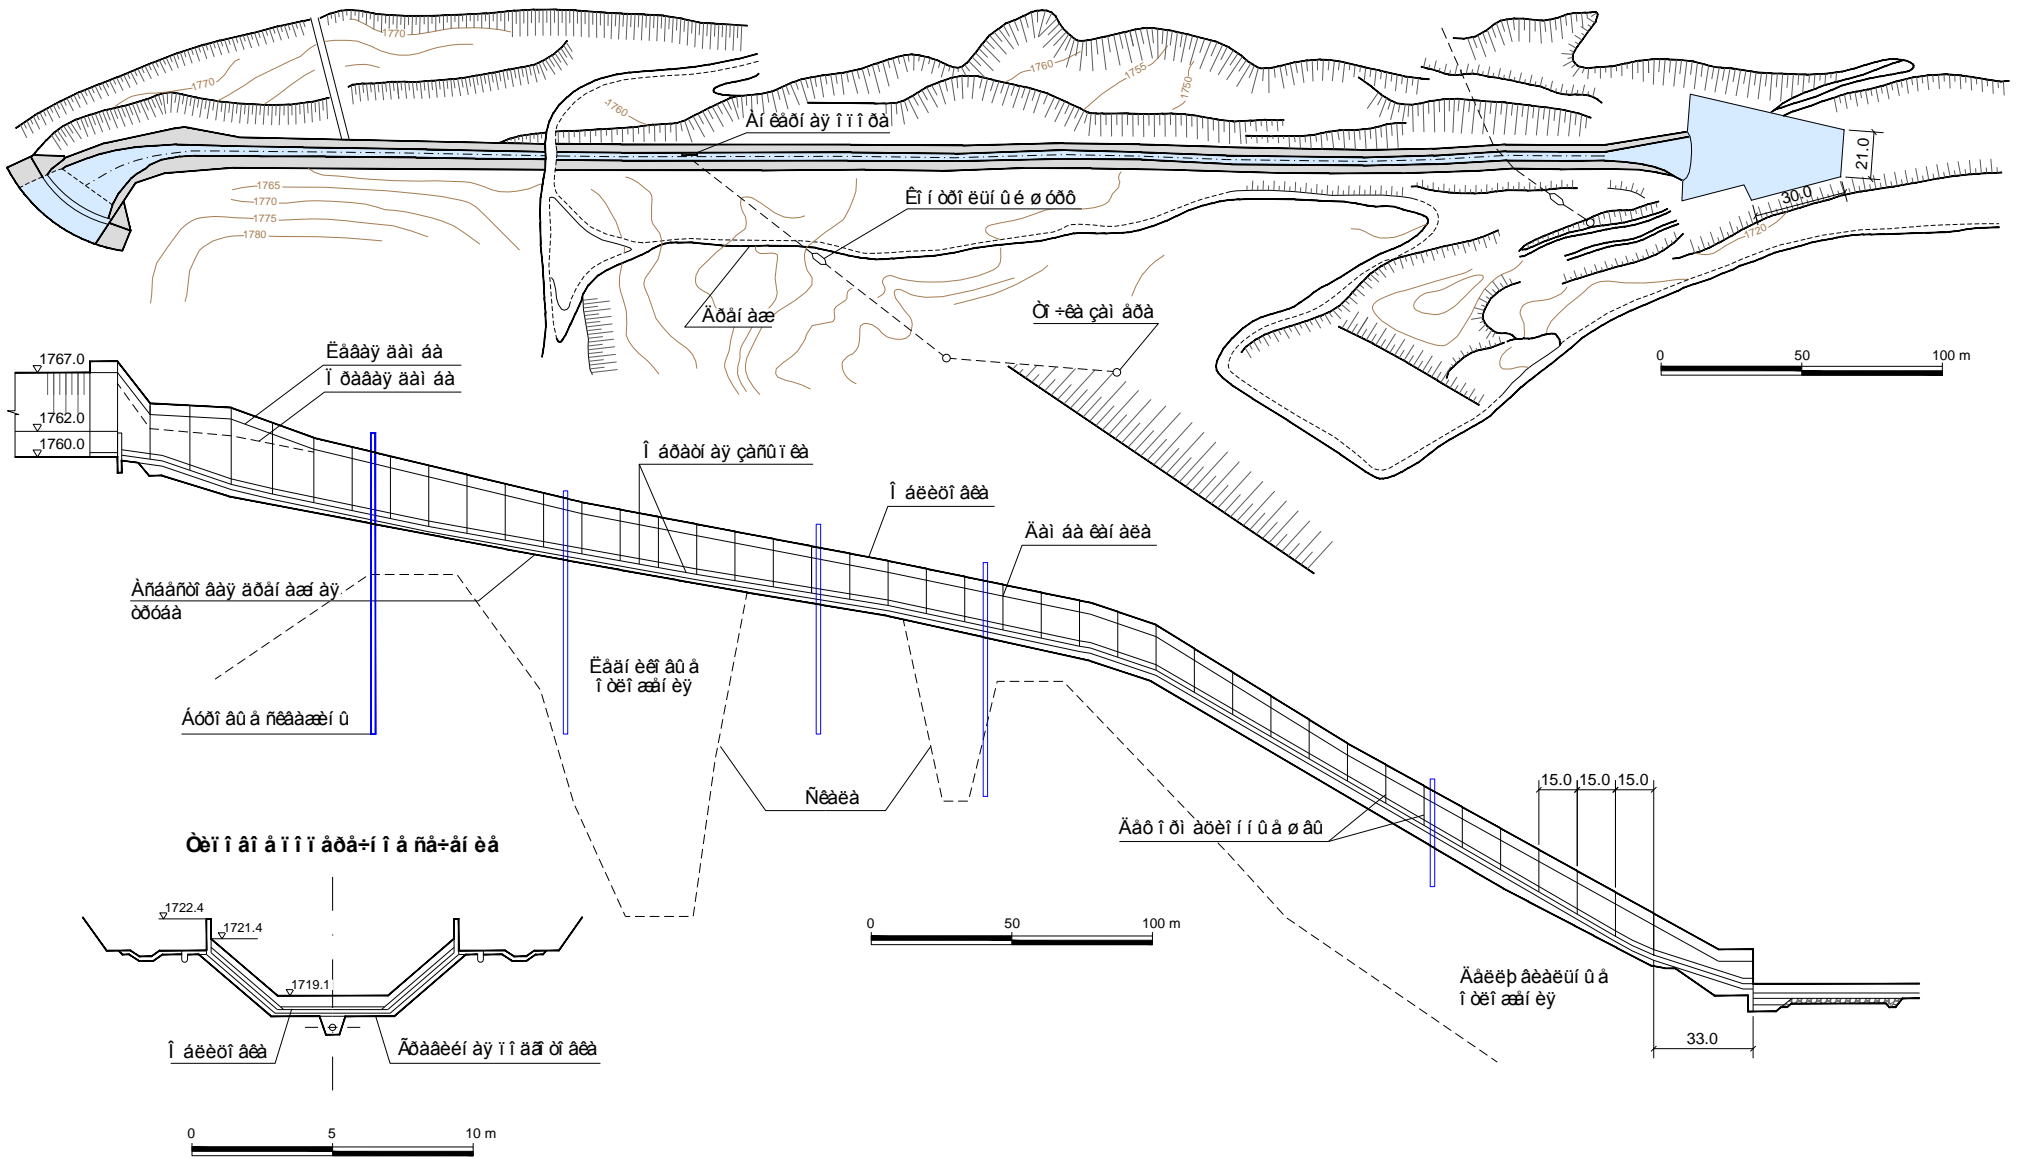 1770
1770
1760
1755
1750
1760
Àí êåðí àÿ î ï î ðà
21.0
1765
1770
1775
1780
Êî í òðî ëüí û é ø óðô
30.0
1720
Äðåí àæ
Òî ÷êà çàì åðà
0 50 100 m
1767.0
1762.0
1760.0
Ëåâàÿ äàì áà
Ï ðàâàÿ äàì áà
Î áðàòí àÿ çàñû ï êà
Î áëèöî âêà
Äàì áà êàí àëà
Àñáåñòî âàÿ äðåí àæí àÿ
òðóáà
Ëåäí èêî âû å
î òëî æåí èÿ
Áóðî âû å ñêâàæèí û
Ñêàëà
15.0 15.0 15.0
Äåô î ðì àöèî í í û å ø âû
Òèï î âî å ï î ï åðå÷í î å ñå÷åí èå
1722.4
1721.4
1719.1
0 50 100 m
Äåëëþ âèàëüí û å
î òëî æåí èÿ
33.0
Î áëèöî âêà
Ãðàâèéí àÿ ï î äãî òî âêà
0 5 10 m